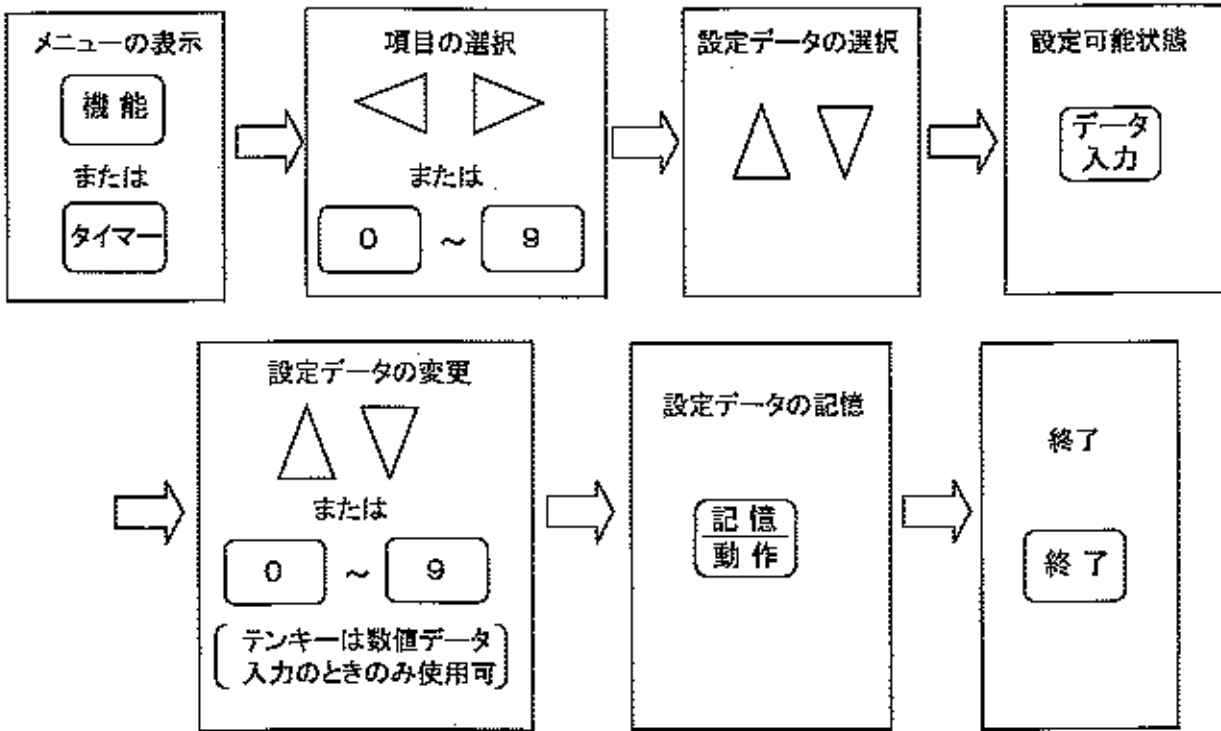 メニューの表示
機能
または
タイマー
項目の選択
または
0 ～ 9
設定データの選択
設定可能状態
データ
入力
設定データの変更
または
0 ～ 9
テンキーは数値データ
入力のときのみ使用可
設定データの記憶
記憶
動作
終了
終了